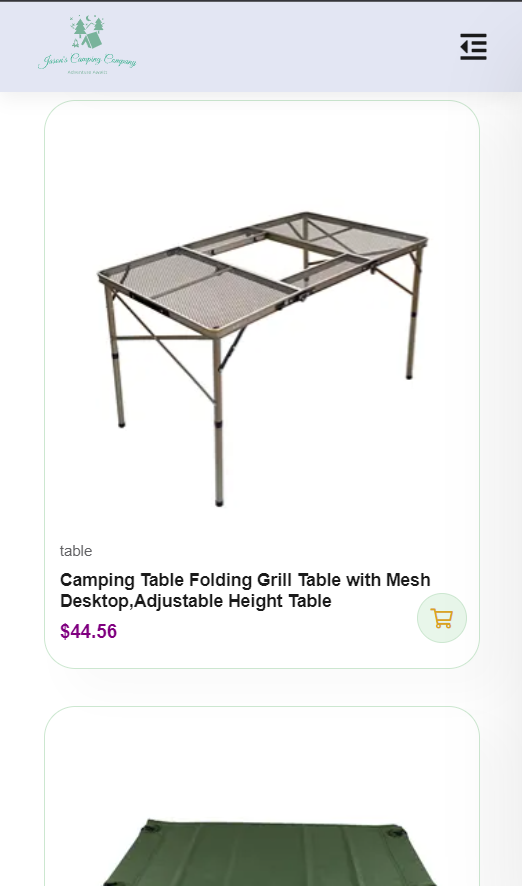 Jason's Camping Company
table
Camping Table Folding Grill Table with Mesh
Desktop,Adjustable Height Table
$44.56